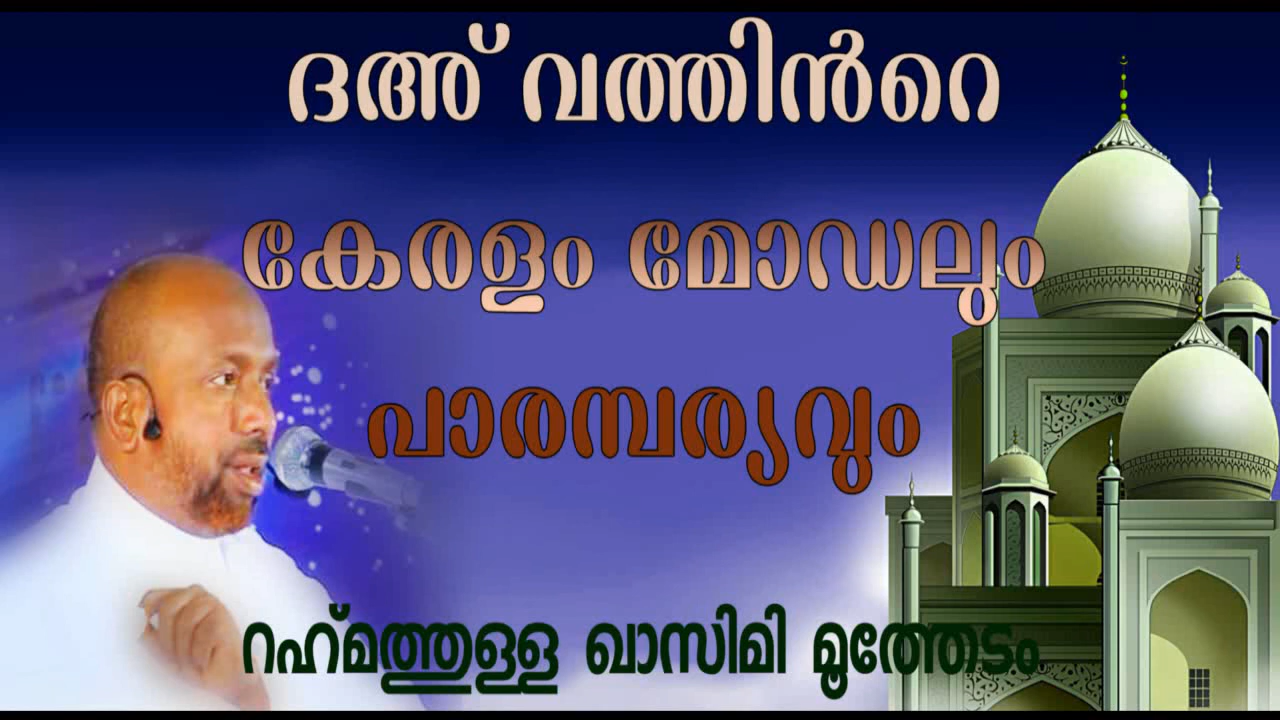 ദഅ് വത്തിൻറെ
കേരളം മോഡലും
പാരമ്പര്യവും
റഹ്മത്തുള്ള ഖാസിമി മൂത്തേടം